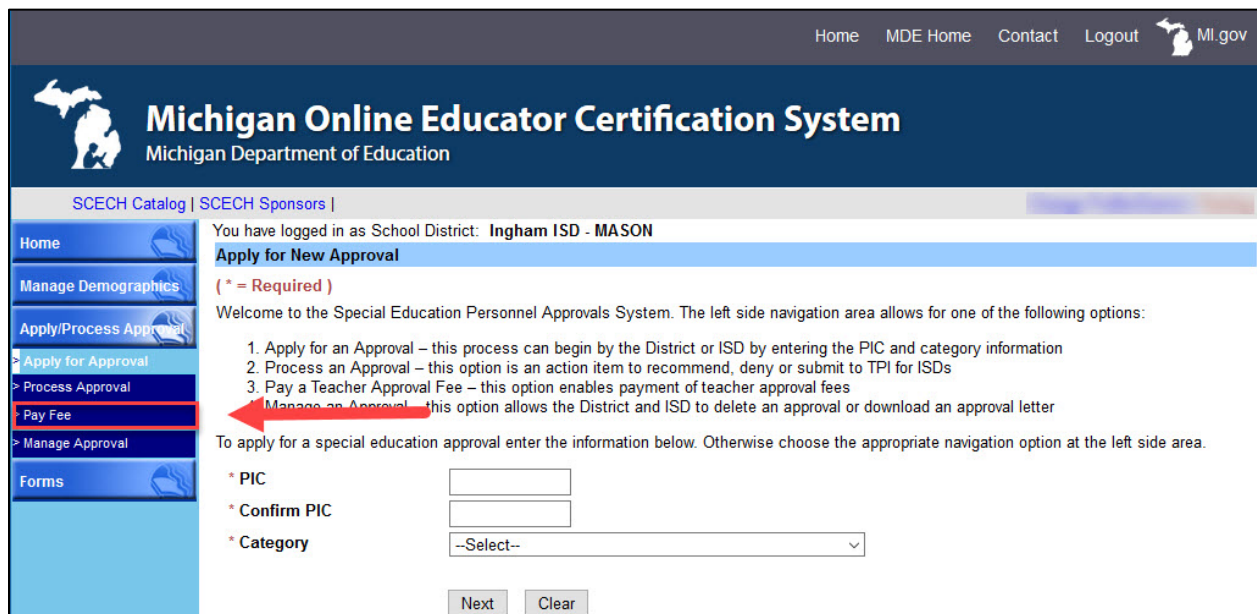 Home MDE Home Contact Logout MI.gov
Michigan Online Educator Certification System
Michigan Department of Education
SCECH Catalog | SCECH Sponsors |
You have logged in as School District: Ingham ISD - MASON
Apply for New Approval
( * = Required )
Home
Manage Demographics
Apply/Process Approval
> Apply for Approval
> Process Approval
> Pay Fee
> Manage Approval
Forms
Welcome to the Special Education Personnel Approvals System. The left side navigation area allows for one of the following options:
1. Apply for an Approval – this process can begin by the District or ISD by entering the PIC and category information
2. Process an Approval – this option is an action item to recommend, deny or submit to TPI for ISDs
3. Pay a Teacher Approval Fee – this option enables payment of teacher approval fees
4. Manage an Approval – this option allows the District and ISD to delete an approval or download an approval letter
To apply for a special education approval enter the information below. Otherwise choose the appropriate navigation option at the left side area.
* PIC
* Confirm PIC
* Category --Select--
Next Clear